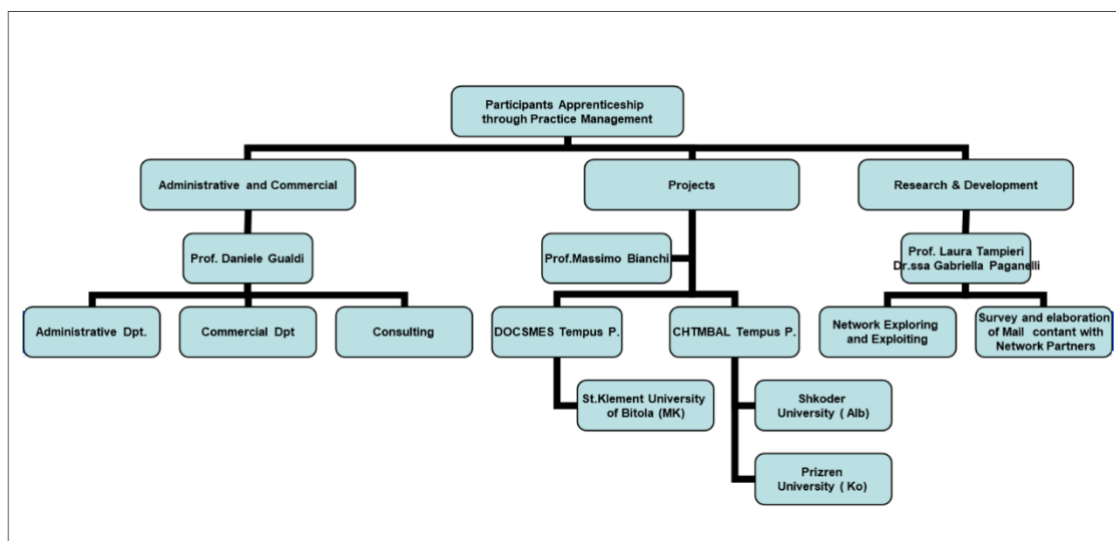 Participants Apprenticeship
through Practice Management
Administrative and Commercial
Projects
Research & Development
Prof. Daniele Gualdi
Prof.Massimo Bianchi
Prof. Laura Tampieri
Dr.ssa Gabriella Paganelli
Administrative Dpt.
Commercial Dpt
Consulting
DOCSMES Tempus P.
CHTMBAL Tempus P.
Network Exploring
and Exploiting
Survey and elaboration
of Mail contant with
Network Partners
St.Klement University
of Bitola (MK)
Shkoder
University ( Alb)
Prizren
University ( Ko)